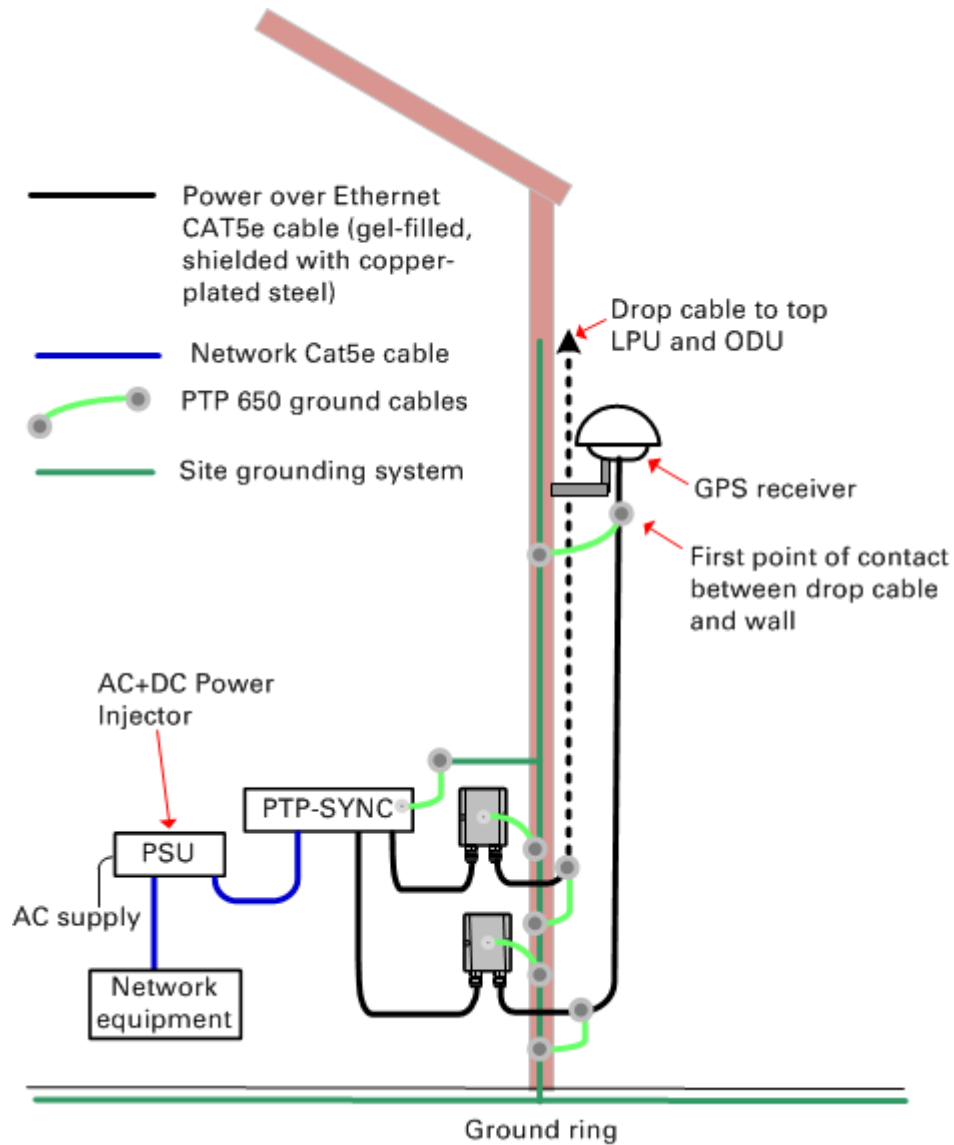 Power over Ethernet
CAT5e cable (gel-filled,
shielded with copper-
plated steel)
Drop cable to top
LPU and ODU
Network Cat5e cable
PTP 650 ground cables
Site grounding system
GPS receiver
First point of contact
between drop cable
and wall
AC+DC Power
Injector
PTP-SYNC
PSU
AC supply
Network
equipment
Ground ring